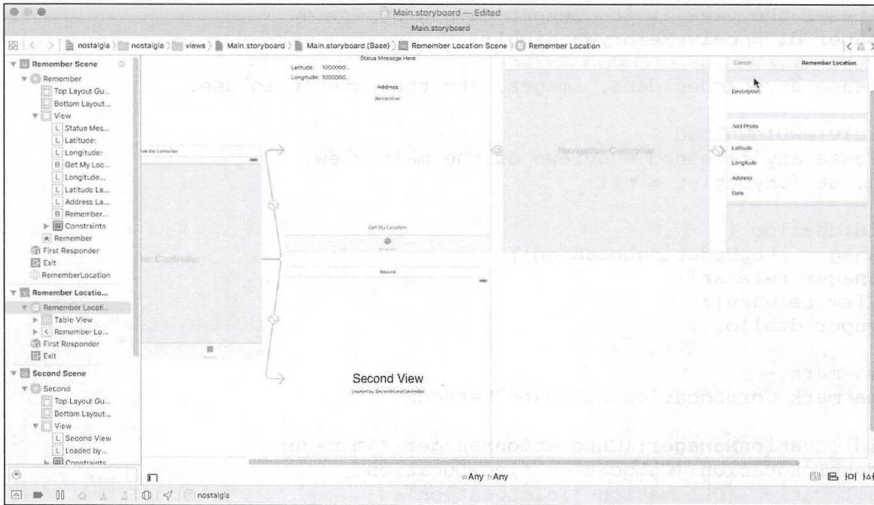 Main.storyboard — Edited
Main.storyboard
nostalgia
nostalgia
views
Main.storyboard
Main.storyboard (Base)
Remember Location Scene
Remember Location
Remember Scene
Remember
Top Layout Gu...
Bottom Layout...
View
Status Mes...
Latitude:
Longitude:
Get My Loc...
Longitude...
Latitude La...
Address La...
Remember...
Constraints
Remember
First Responder
Exit
RememberLocation
Remember Locatio...
Remember Locati...
Table View
Remember Lo...
First Responder
Exit
Second Scene
Second
Top Layout Gu...
Bottom Layout...
View
Second View
Loaded by...
Constraints
Status Message Here
Latitude: 1000000...
Longitude: 1000000...
Address
Remember
Get My Location
Second
Second View
Loaded by SecondViewController
Navigation Controller
Cancel
Remember Location
Description
Add Photo
Latitude
Longitude
Address
Date
wAny hAny
nostalgia